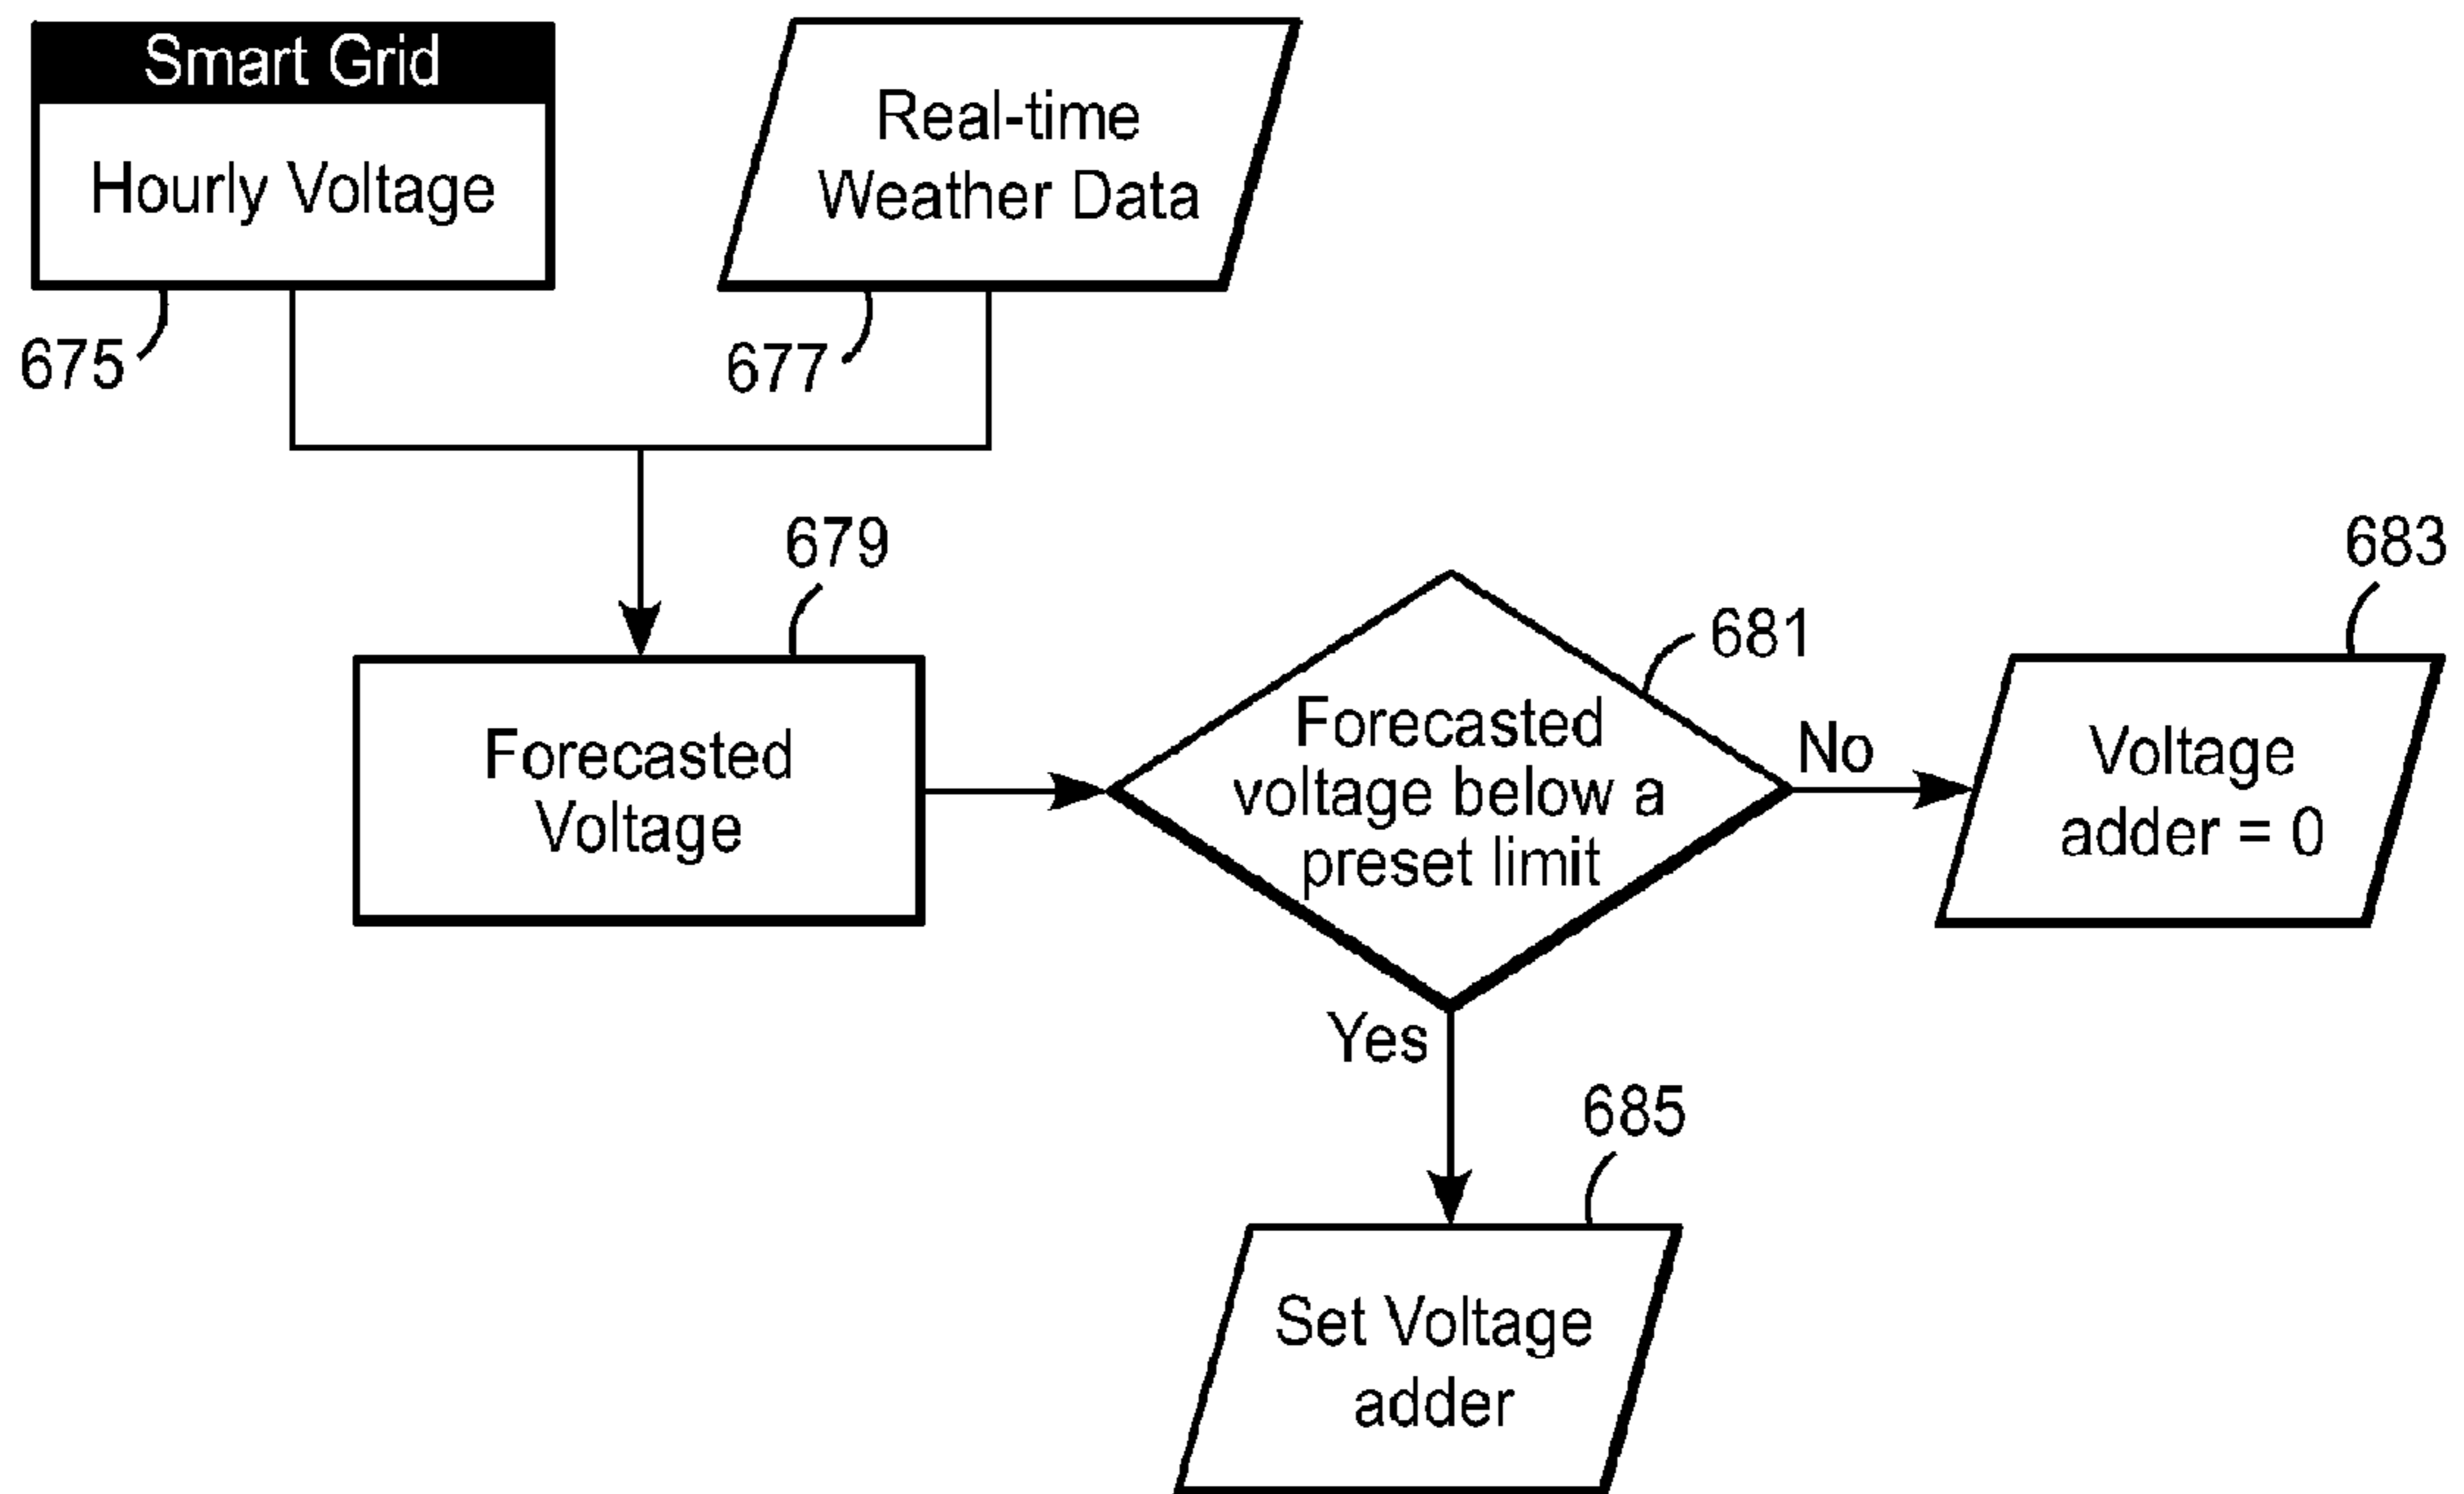 Smart Grid
Hourly Voltage
675
Real-time
Weather Data
677
679
Forecasted
Voltage
681
Forecasted
voltage below a
preset limit
No
683
Voltage
adder = 0
Yes
685
Set Voltage
adder